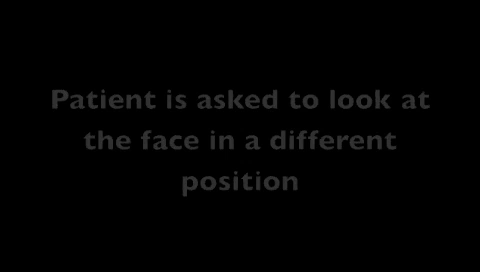 Patient is asked to look at
the face in a different
position